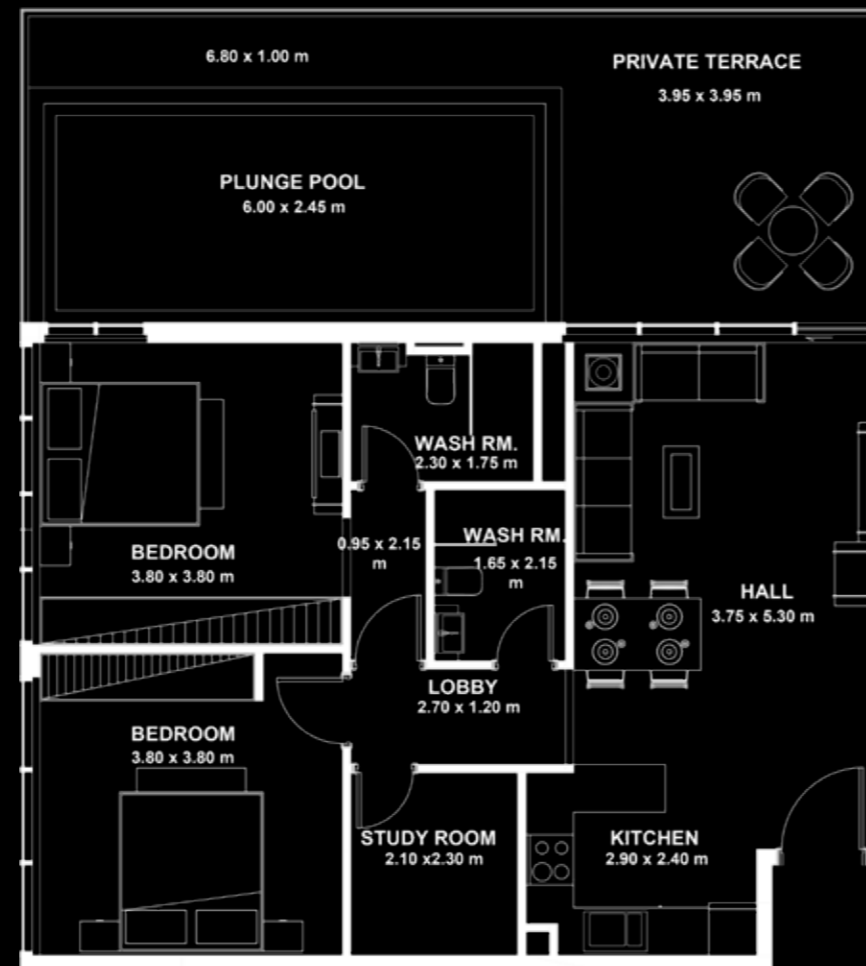 6.80 x 1.00 m
PRIVATE TERRACE
3.95 x 3.95 m
PLUNGE POOL
6.00 x 2.45 m
WASH RM.
2.30 x 1.75 m
BEDROOM
3.80 x 3.80 m
0.95 x 2.15
m
WASH RM.
1.65 x 2.15
m
HALL
3.75 x 5.30 m
LOBBY
2.70 x 1.20 m
BEDROOM
3.80 x 3.80 m
STUDY ROOM
2.10 x2.30 m
KITCHEN
2.90 x 2.40 m